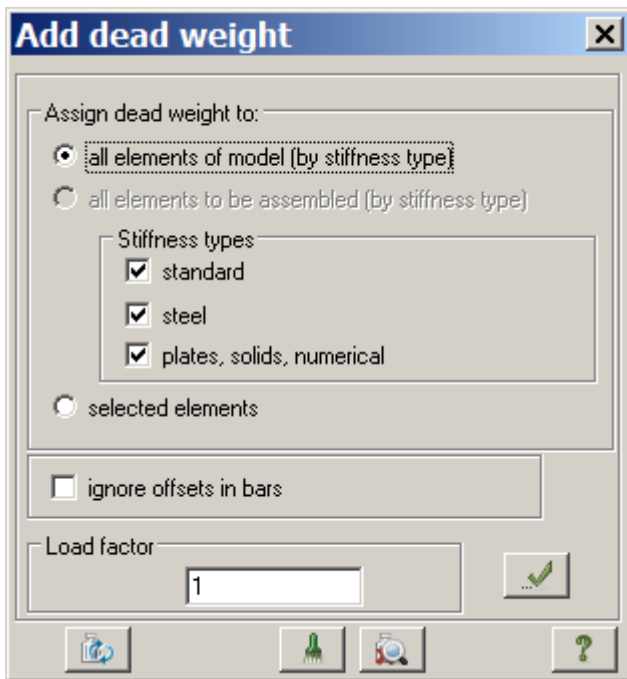 Add dead weight
Assign dead weight to:
all elements of model (by stiffness type)
all elements to be assembled (by stiffness type)
Stiffness types
standard
steel
plates, solids, numerical
selected elements
ignore offsets in bars
Load factor
1
?